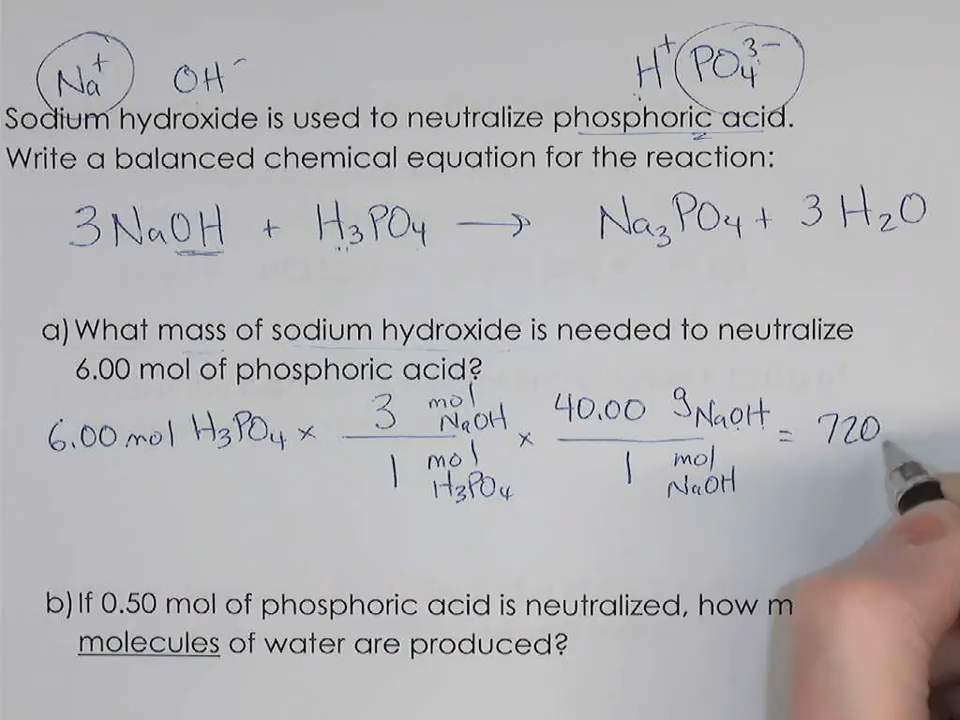 Na⁺ OH⁻ H⁺ PO₄³⁻
Sodium hydroxide is used to neutralize phosphoric acid.
Write a balanced chemical equation for the reaction:
3 NaOH + H₃PO₄ → Na₃PO₄ + 3 H₂O
a) What mass of sodium hydroxide is needed to neutralize
6.00 mol of phosphoric acid?
6.00 mol H₃PO₄ × 3 mol NaOH / 1 mol H₃PO₄ × 40.00 g NaOH / 1 mol NaOH = 720
b) If 0.50 mol of phosphoric acid is neutralized, how m
molecules of water are produced?